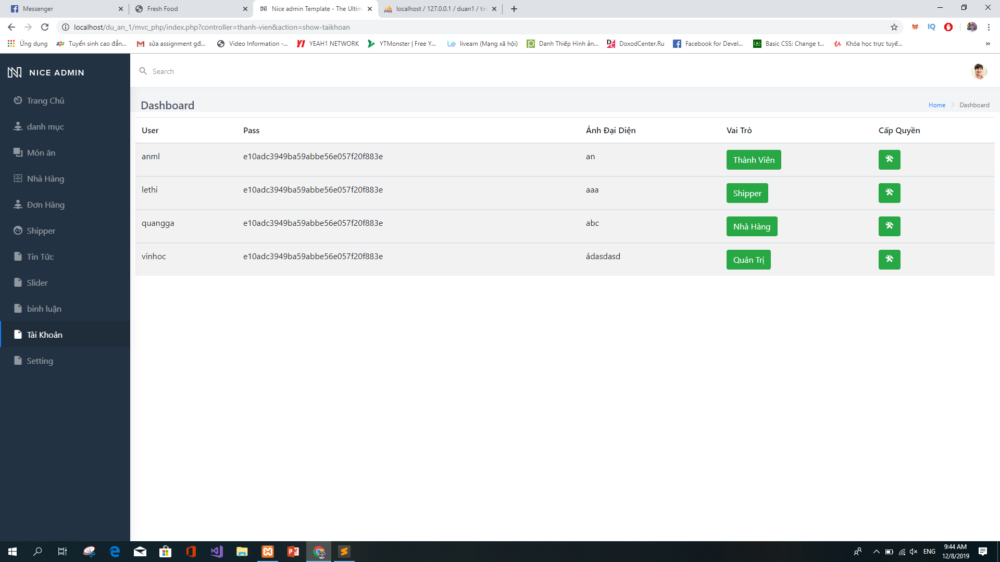 Messenger
Fresh Food
Nice admin Template - The Ultim
localhost / 127.0.0.1 / duan1 / tin
localhost/du_an_1/mvc_php/index.php?controller=thanh-vien&action=show-taikhoan
IQ
Ứng dụng
Tuyển sinh cao đẳn...
sửa assignment gđ...
Video Information -...
YEAH1 NETWORK
YTMonster | Free Y...
livearn (Mạng xã hội)
Danh Thiếp Hình ản...
DoxodCenter.Ru
Facebook for Devel...
Basic CSS: Change t...
Khóa học trực tuyế...
NICE ADMIN
Search
Trang Chủ
danh mục
Món ăn
Nhà Hàng
Đơn Hàng
Shipper
Tin Tức
Slider
binh luận
Tài Khoản
Setting
Dashboard
Home
Dashboard
User Pass Ảnh Đại Diện Vai Trò Cấp Quyền
anml e10adc3949ba59abbe56e057f20f883e an Thành Viên
lethi e10adc3949ba59abbe56e057f20f883e aaa Shipper
quangga e10adc3949ba59abbe56e057f20f883e abc Nhà Hàng
vinhoc e10adc3949ba59abbe56e057f20f883e ádasdasd Quản Trị
ENG
9:44 AM
12/8/2019